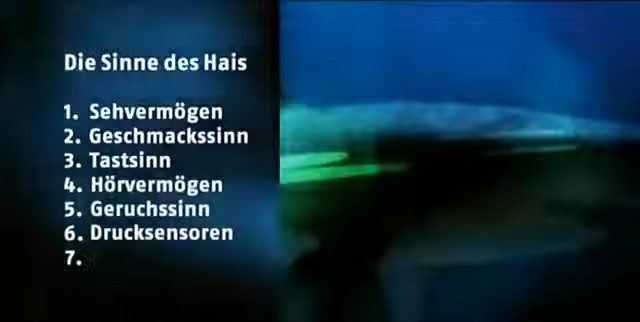 Die Sinne des Hais
1. Sehvermögen
2. Geschmackssinn
3. Tastsinn
4. Hörvermögen
5. Geruchssinn
6. Drucksensoren
7.